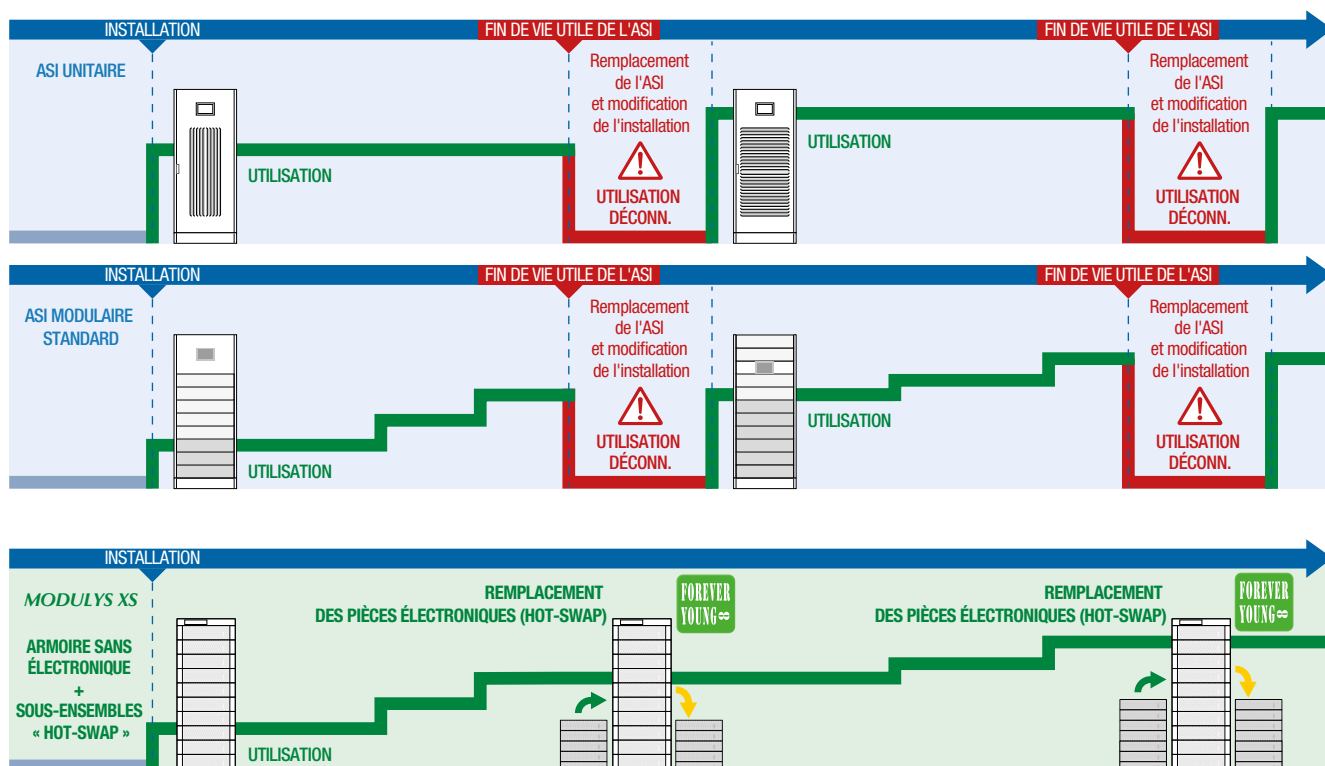 INSTALLATION
FIN DE VIE UTILE DE L'ASI
FIN DE VIE UTILE DE L'ASI
ASI UNITAIRE
UTILISATION
Remplacement
de l'ASI
et modification
de l'installation
UTILISATION
DÉCONN.
UTILISATION
Remplacement
de l'ASI
et modification
de l'installation
UTILISATION
DÉCONN.
INSTALLATION
FIN DE VIE UTILE DE L'ASI
FIN DE VIE UTILE DE L'ASI
ASI MODULAIRE
STANDARD
UTILISATION
Remplacement
de l'ASI
et modification
de l'installation
UTILISATION
DÉCONN.
UTILISATION
Remplacement
de l'ASI
et modification
de l'installation
UTILISATION
DÉCONN.
INSTALLATION
MODULYS XS
ARMOIRE SANS
ÉLECTRONIQUE
+
SOUS-ENSEMBLES
« HOT-SWAP »
UTILISATION
REMPLACEMENT
DES PIÈCES ÉLECTRONIQUES (HOT-SWAP)
FOREVER
YOUNG∞
REMPLACEMENT
DES PIÈCES ÉLECTRONIQUES (HOT-SWAP)
FOREVER
YOUNG∞